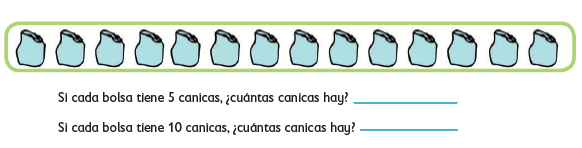 Si cada bolsa tiene 5 canicas, ¿cuántas canicas hay?
Si cada bolsa tiene 10 canicas, ¿cuántas canicas hay?